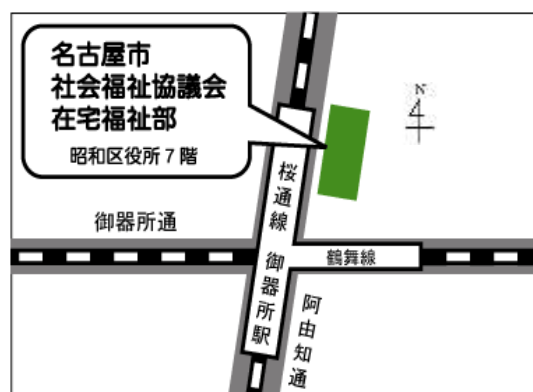 名古屋市
社会福祉協議会
在宅福祉部
昭和区役所7階
N
桜通線 御器所駅
御器所通
鶴舞線
阿由知通